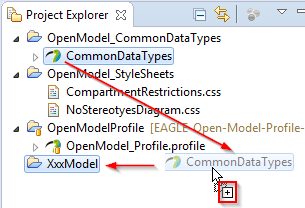 Project Explorer
OpenModel_CommonDataTypes
CommonDataTypes
OpenModel_StyleSheets
CompartmentRestrictions.css
NoStereotyesDiagram.css
OpenModelProfile [EAGLE-Open-Model-Profile-
OpenModel_Profile.profile
XxxModel
CommonDataTypes